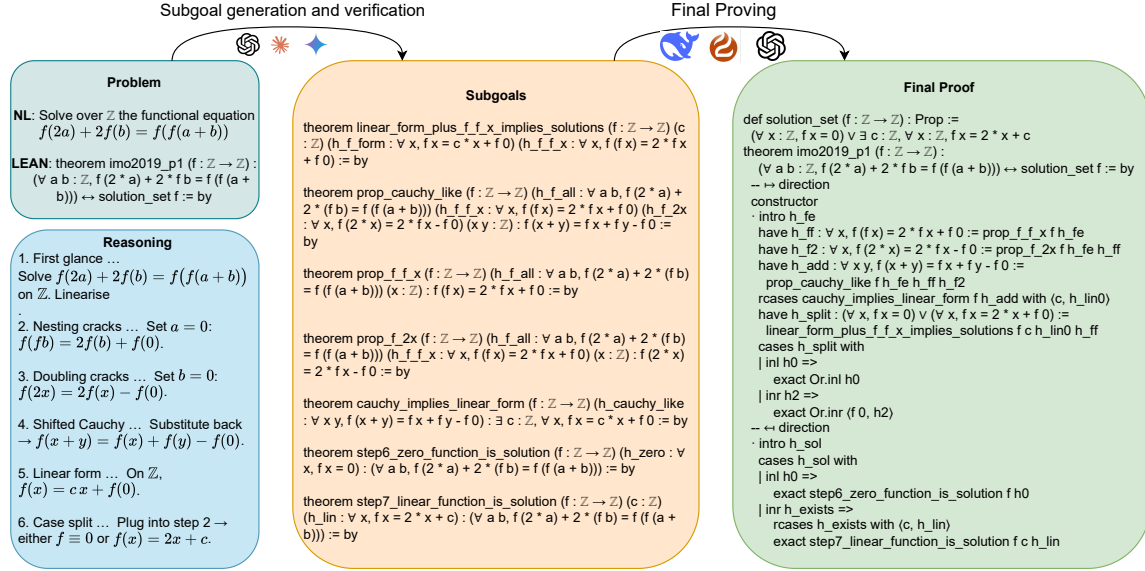 Subgoal generation and verification
Final Proving
Problem
NL: Solve over ℤ the functional equation
f(2a) + 2f(b) = f(f(a + b))
LEAN: theorem imo2019_p1 (f : ℤ → ℤ) :
(∀ a b : ℤ, f (2 * a) + 2 * f b = f (f (a +
b))) ↔ solution_set f := by
Reasoning
1. First glance …
Solve f(2a) + 2f(b) = f(f(a + b))
on ℤ. Linearise
.
2. Nesting cracks … Set a = 0:
f(fb) = 2f(b) + f(0).
3. Doubling cracks … Set b = 0:
f(2x) = 2f(x) − f(0).
4. Shifted Cauchy … Substitute back
→ f(x + y) = f(x) + f(y) − f(0).
5. Linear form … On ℤ,
f(x) = c x + f(0).
6. Case split … Plug into step 2 →
either f ≡ 0 or f(x) = 2x + c.
Subgoals
theorem linear_form_plus_f_f_x_implies_solutions (f : ℤ → ℤ) (c
: ℤ) (h_f_form : ∀ x, f x = c * x + f 0) (h_f_f_x : ∀ x, f (f x) = 2 * f x
+ f 0) := by
theorem prop_cauchy_like (f : ℤ → ℤ) (h_f_all : ∀ a b, f (2 * a) +
2 * (f b) = f (f (a + b))) (h_f_f_x : ∀ x, f (f x) = 2 * f x + f 0) (h_f_2x
: ∀ x, f (2 * x) = 2 * f x - f 0) (x y : ℤ) : f (x + y) = f x + f y - f 0 :=
by
theorem prop_f_f_x (f : ℤ → ℤ) (h_f_all : ∀ a b, f (2 * a) + 2 * (f b)
= f (f (a + b))) (x : ℤ) : f (f x) = 2 * f x + f 0 := by
theorem prop_f_2x (f : ℤ → ℤ) (h_f_all : ∀ a b, f (2 * a) + 2 * (f b)
= f (f (a + b))) (h_f_f_x : ∀ x, f (f x) = 2 * f x + f 0) (x : ℤ) : f (2 * x)
= 2 * f x - f 0 := by
theorem cauchy_implies_linear_form (f : ℤ → ℤ) (h_cauchy_like
: ∀ x y, f (x + y) = f x + f y - f 0) : ∃ c : ℤ, ∀ x, f x = c * x + f 0 := by
theorem step6_zero_function_is_solution (f : ℤ → ℤ) (h_zero : ∀
x, f x = 0) : (∀ a b, f (2 * a) + 2 * (f b) = f (f (a + b))) := by
theorem step7_linear_function_is_solution (f : ℤ → ℤ) (c : ℤ)
(h_lin : ∀ x, f x = 2 * x + c) : (∀ a b, f (2 * a) + 2 * (f b) = f (f (a +
b))) := by
Final Proof
def solution_set (f : ℤ → ℤ) : Prop :=
(∀ x : ℤ, f x = 0) ∨ ∃ c : ℤ, ∀ x : ℤ, f x = 2 * x + c
theorem imo2019_p1 (f : ℤ → ℤ) :
(∀ a b : ℤ, f (2 * a) + 2 * f b = f (f (a + b))) ↔ solution_set f := by
-- ↦ direction
constructor
· intro h_fe
have h_ff : ∀ x, f (f x) = 2 * f x + f 0 := prop_f_f_x f h_fe
have h_f2 : ∀ x, f (2 * x) = 2 * f x - f 0 := prop_f_2x f h_fe h_ff
have h_add : ∀ x y, f (x + y) = f x + f y - f 0 :=
prop_cauchy_like f h_fe h_ff h_f2
rcases cauchy_implies_linear_form f h_add with ⟨c, h_lin0⟩
have h_split : (∀ x, f x = 0) ∨ (∀ x, f x = 2 * x + f 0) :=
linear_form_plus_f_f_x_implies_solutions f c h_lin0 h_ff
cases h_split with
| inl h0 =>
exact Or.inl h0
| inr h2 =>
exact Or.inr ⟨f 0, h2⟩
-- ↤ direction
· intro h_sol
cases h_sol with
| inl h0 =>
exact step6_zero_function_is_solution f h0
| inr h_exists =>
rcases h_exists with ⟨c, h_lin⟩
exact step7_linear_function_is_solution f c h_lin